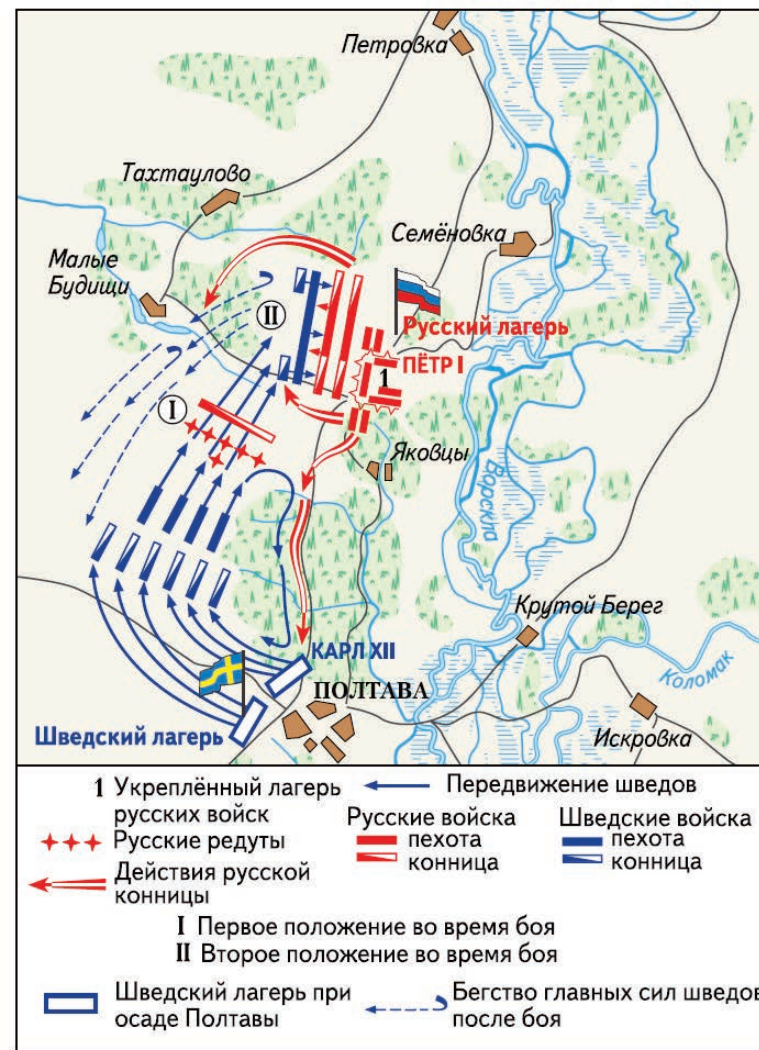 Петровка
Тахтаулово
Семёновка
Малые
Будищи
II
Русский лагерь
ПЁТР I
1
I
Яковцы
Ворскла
Крутой Берег
КАРЛ XII
Коломак
ПОЛТАВА
Шведский лагерь
Искровка
1 Укреплённый лагерь
русских войск
Русские редуты
Действия русской
конницы
Передвижение шведов
Русские войска
пехота
конница
Шведские войска
пехота
конница
I Первое положение во время боя
II Второе положение во время боя
Шведский лагерь при
осаде Полтавы
Бегство главных сил шведов
после боя